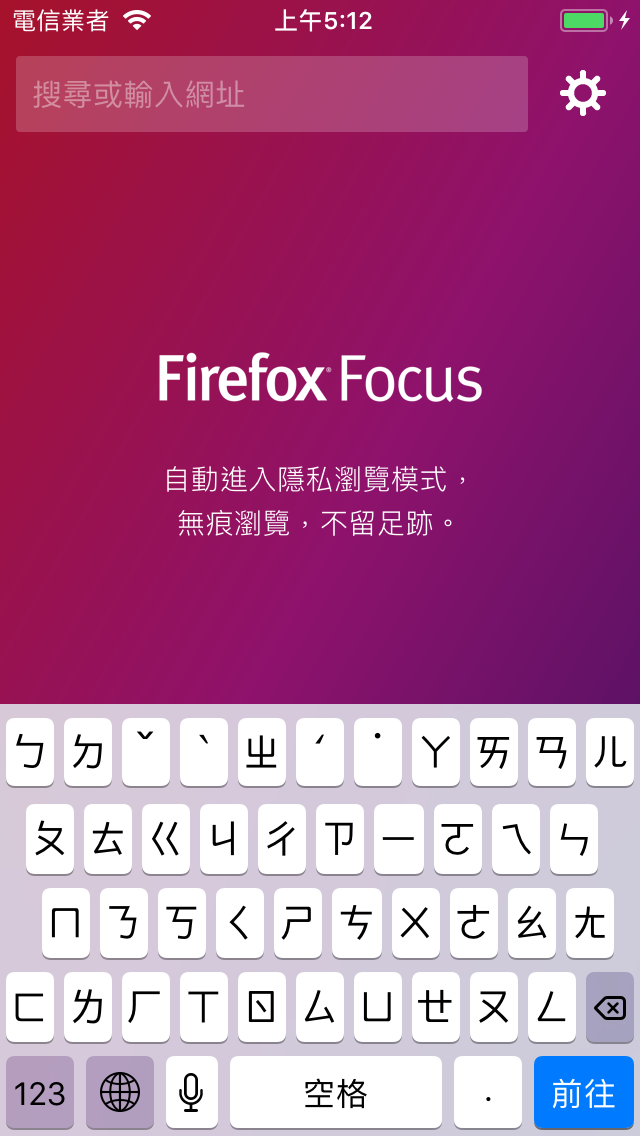 電信業者 上午5:12
搜尋或輸入網址
Firefox® Focus
自動進入隱私瀏覽模式，
無痕瀏覽，不留足跡。
ㄅ ㄉ ˇ ˋ ㄓ ˊ ˙ ㄚ ㄞ ㄢ ㄦ
ㄆ ㄊ ㄍ ㄐ ㄔ ㄗ ㄧ ㄛ ㄟ ㄣ
ㄇ ㄋ ㄎ ㄑ ㄕ ㄘ ㄨ ㄜ ㄠ ㄤ
ㄈ ㄌ ㄏ ㄒ ㄖ ㄙ ㄩ ㄝ ㄡ ㄥ
123 空格 . 前往